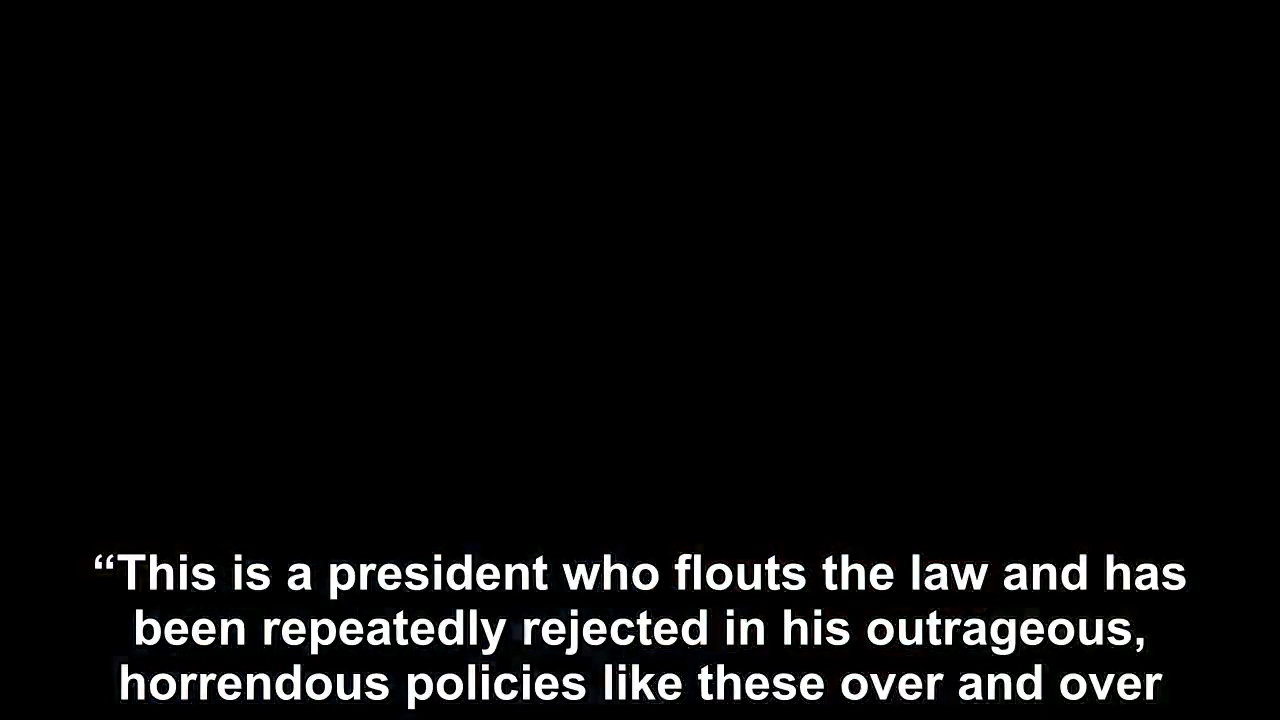 “This is a president who flouts the law and has
been repeatedly rejected in his outrageous,
horrendous policies like these over and over